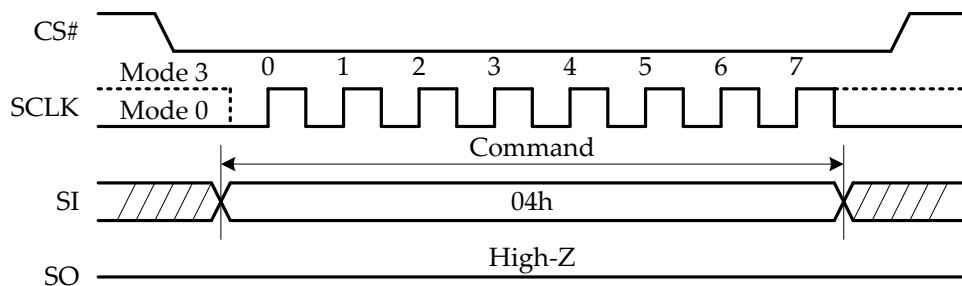 CS#
Mode 3
0 1 2 3 4 5 6 7
SCLK
Mode 0
Command
SI
04h
High-Z
SO